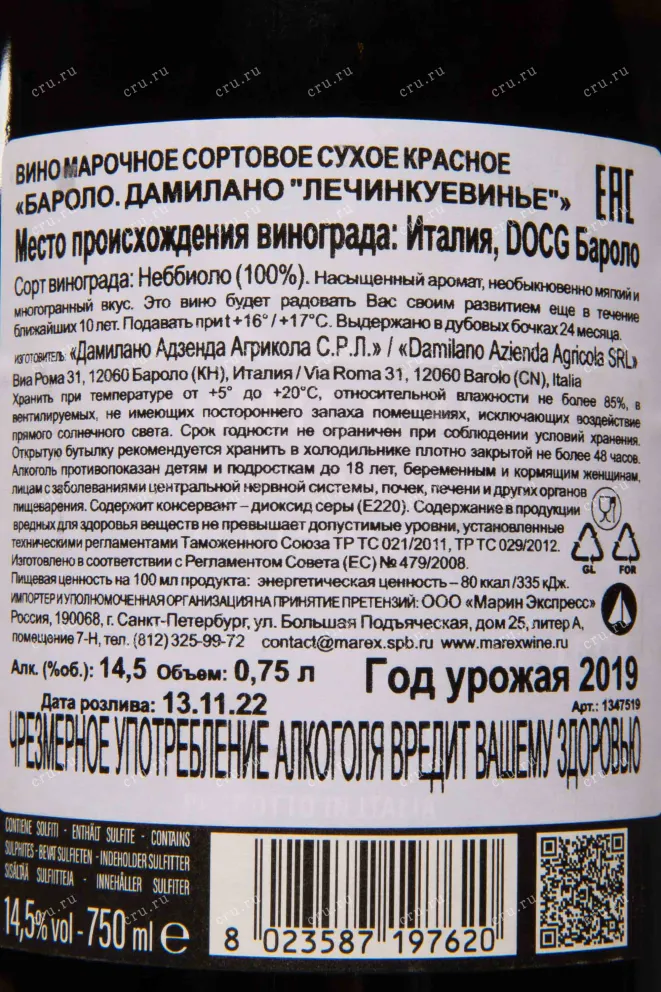 ВИНО МАРОЧНОЕ СОРТОВОЕ СУХОЕ КРАСНОЕ
«БАРОЛО. ДАМИЛАНО "ЛЕЧИНКУЕВИНЬЕ"»
EAC
Место происхождения винограда: Италия, DOCG Бароло
Сорт винограда: Неббиоло (100%). Насыщенный аромат, необыкновенно мягкий и
многогранный вкус. Это вино будет радовать Вас своим развитием еще в течение
ближайших 10 лет. Подавать при t +16° / +17°С. Выдержано в дубовых бочках 24 месяца.
ИЗГОТОВИТЕЛЬ: «Дамилано Адзенда Агрикола С.Р.Л.» / «Damilano Azienda Agricola SRL»
Виа Рома 31, 12060 Бароло (КН), Италия / Via Roma 31, 12060 Barolo (CN), Italia
Хранить при температуре от +5° до +20°С, относительной влажности не более 85%, в
вентилируемых, не имеющих постороннего запаха помещениях, исключающих воздействие
прямого солнечного света. Срок годности не ограничен при соблюдении условий хранения.
Открытую бутылку рекомендуется хранить в холодильнике плотно закрытой не более 48 часов.
Алкоголь противопоказан детям и подросткам до 18 лет, беременным и кормящим женщинам,
лицам с заболеваниями центральной нервной системы, почек, печени и других органов
пищеварения. Содержит консервант – диоксид серы (Е220). Содержание в продукции
вредных для здоровья веществ не превышает допустимые уровни, установленные
техническими регламентами Таможенного Союза ТР ТС 021/2011, ТР ТС 029/2012.
GL FOR
Изготовлено в соответствии с Регламентом Совета (ЕС) № 479/2008.
Пищевая ценность на 100 мл продукта: энергетическая ценность – 80 ккал /335 кДж.
ИМПОРТЕР И УПОЛНОМОЧЕННАЯ ОРГАНИЗАЦИЯ НА ПРИНЯТИЕ ПРЕТЕНЗИЙ: ООО «Марин Экспресс»
Россия, 190068, г. Санкт-Петербург, ул. Большая Подъяческая, дом 25, литер А,
помещение 7-Н, тел. (812) 325-99-72 contact@marex.spb.ru www.marexwine.ru
Алк. (%об.): 14,5 Объем: 0,75 л Год урожая 2019
Дата розлива: 13.11.22 Арт.: 1347519
ЧРЕЗМЕРНОЕ УПОТРЕБЛЕНИЕ АЛКОГОЛЯ ВРЕДИТ ВАШЕМУ ЗДОРОВЬЮ
CONTIENE SOLFITI - ENTHÄLT SULFITE - CONTAINS
SULPHITES - BEVAT SULFIETEN - INDEHOLDER SULFITTER
SISÄLTÄÄ SULFIITTEJA - INNEHÅLLER SULFITER
14,5% vol - 750 ml e
8 023587 197620